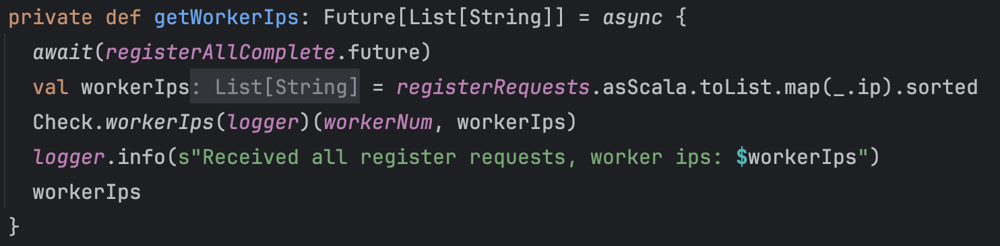 private def getWorkerIps: Future[List[String]] = async {
  await(registerAllComplete.future)
  val workerIps: List[String] = registerRequests.asScala.toList.map(_.ip).sorted
  Check.workerIps(logger)(workerNum, workerIps)
  logger.info(s"Received all register requests, worker ips: $workerIps")
  workerIps
}